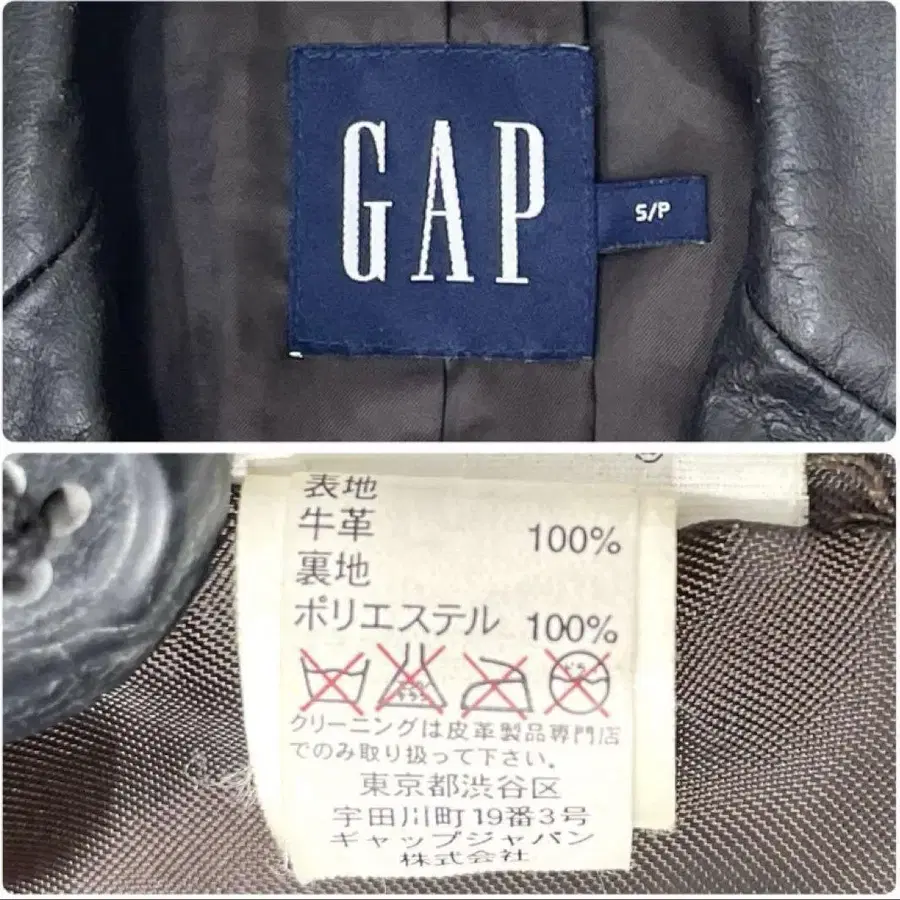 GAP
S/P
表地
牛革 100%
裏地
ポリエステル 100%
クリーニングは皮革製品専門店
でのみ取り扱って下さい。
東京都渋谷区
宇田川町19番3号
ギャップジャパン
株式会社